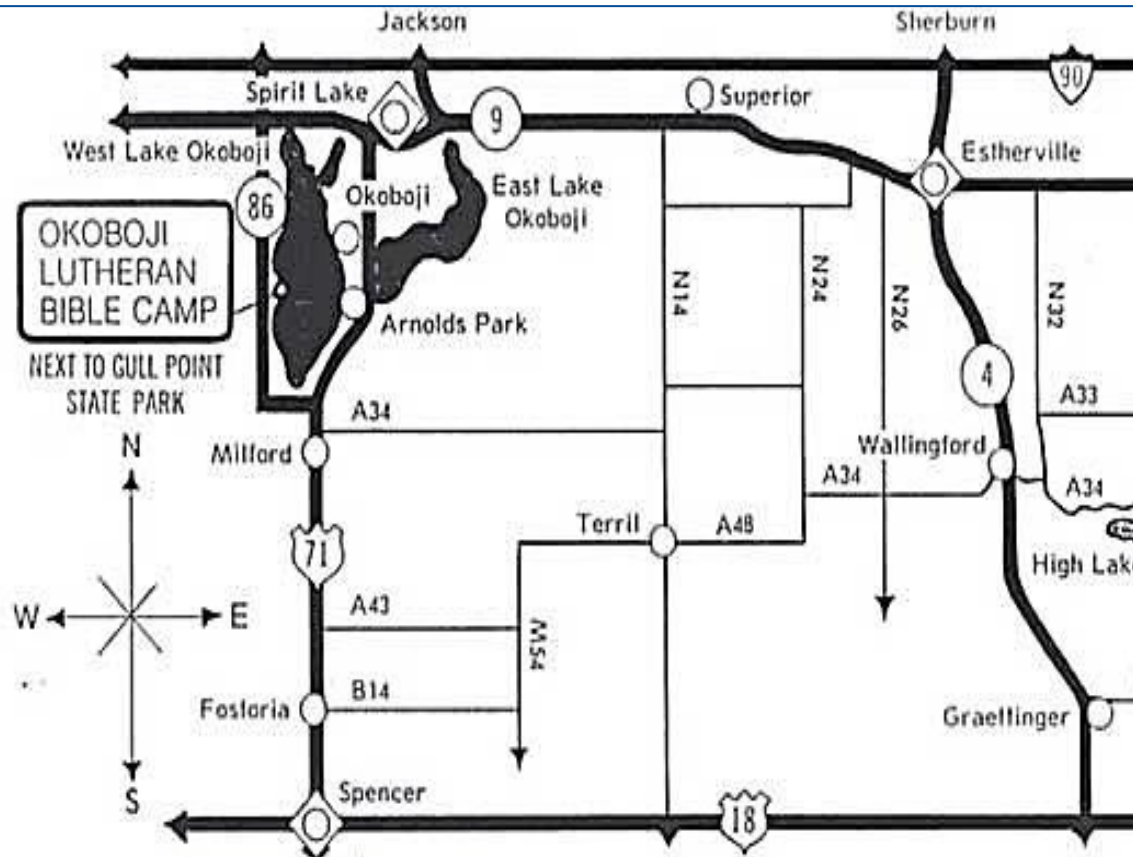 Jackson
Sherburn
90
Spirit Lake
9
Superior
West Lake Okoboji
Estherville
Okoboji
East Lake
Okoboji
86
OKOBOJI
LUTHERAN
BIBLE CAMP
N14
N24
N26
N32
Arnolds Park
NEXT TO GULL POINT
STATE PARK
4
A34
A33
N
Milford
Wallingford
A34
A34
Terril
A48
71
High Lake
W
E
A43
M54
B14
Fostoria
Graettinger
S
Spencer
18